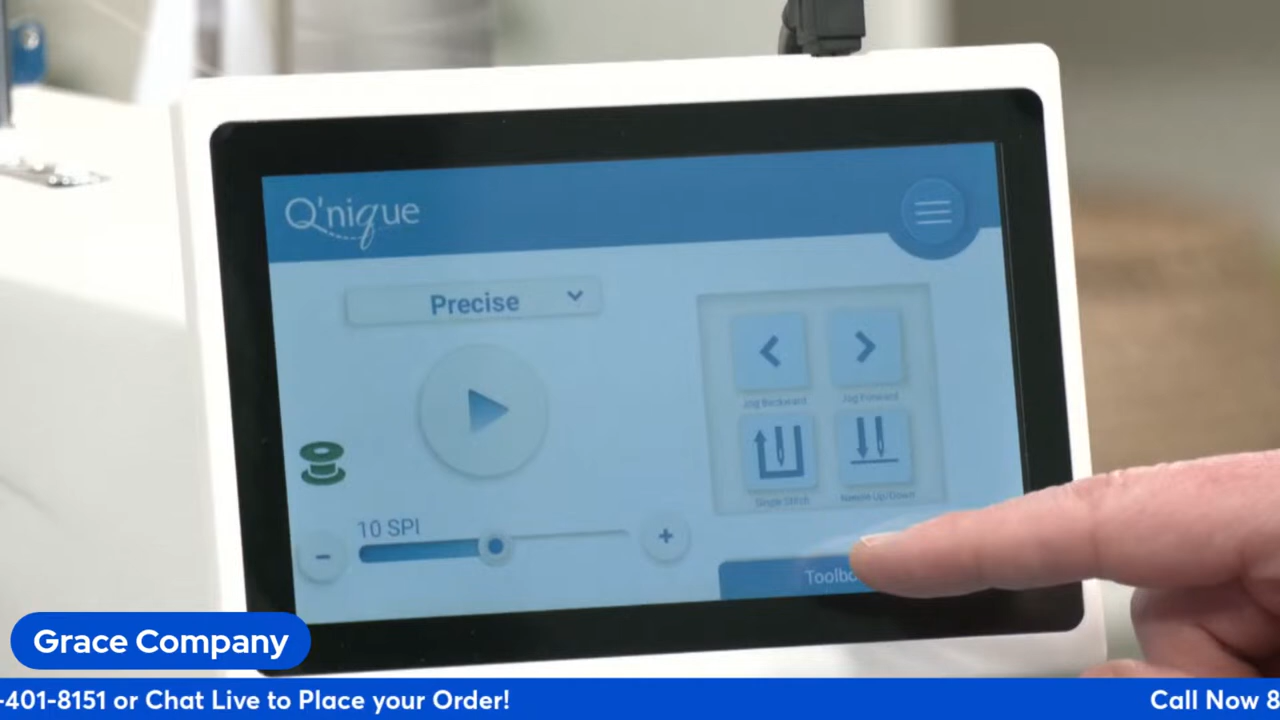 Q'nique
Precise
Jog Backward
Jog Forward
Single Stitch
Needle Up/Down
10 SPI
Grace Company
-401-8151 or Chat Live to Place your Order!
Call Now 8